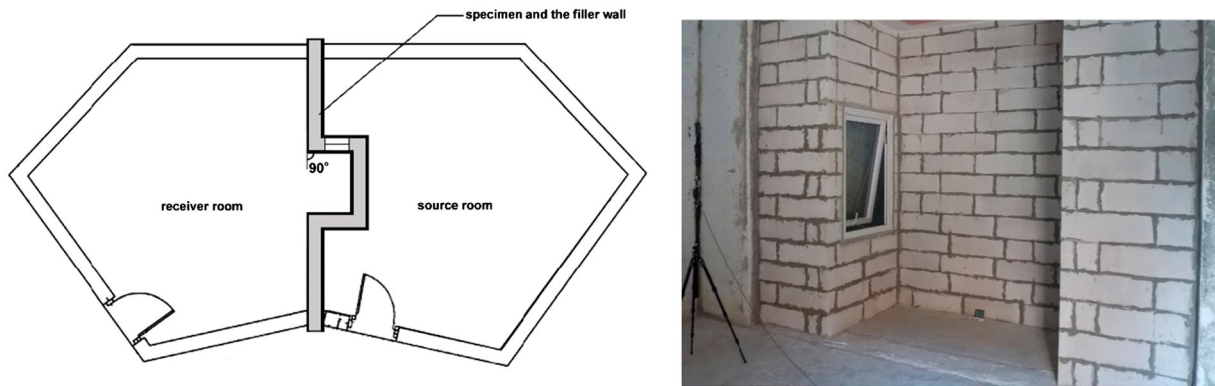 specimen and the filler wall
90°
receiver room
source room